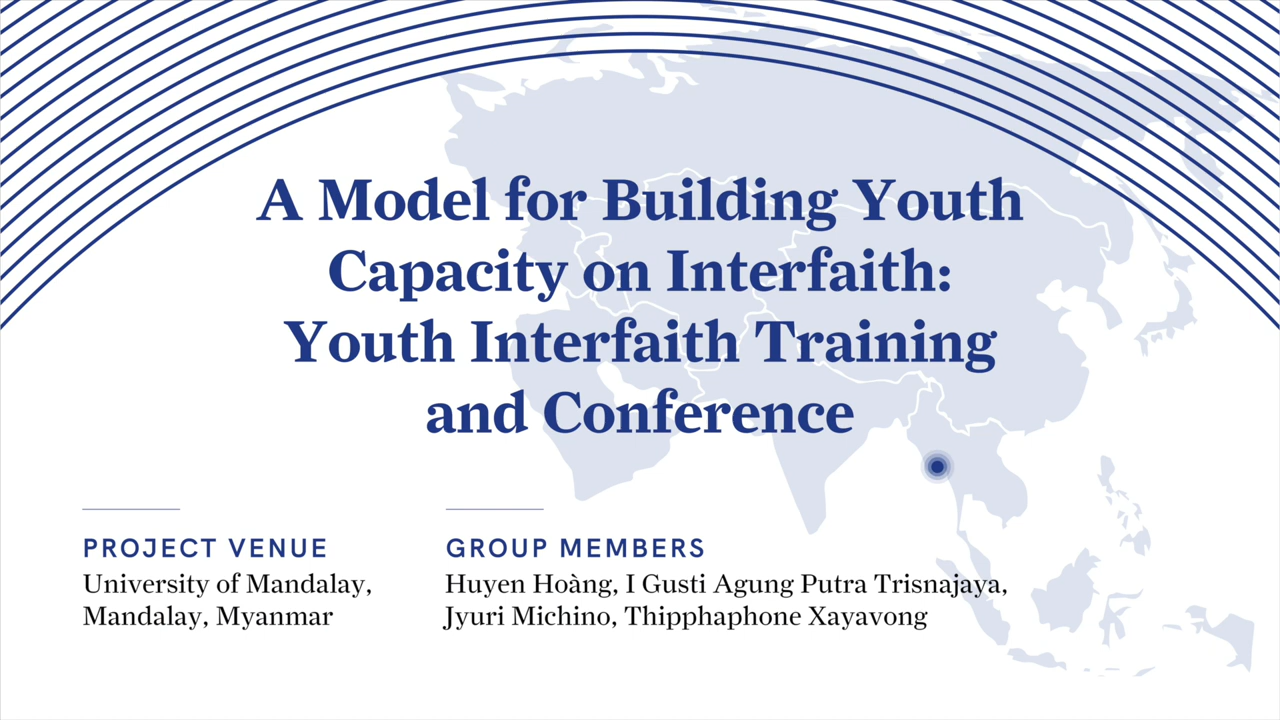 A Model for Building Youth
Capacity on Interfaith:
Youth Interfaith Training
and Conference
PROJECT VENUE
University of Mandalay,
Mandalay, Myanmar
GROUP MEMBERS
Huyen Hoàng, I Gusti Agung Putra Trisnajaya,
Jyuri Michino, Thipphaphone Xayavong